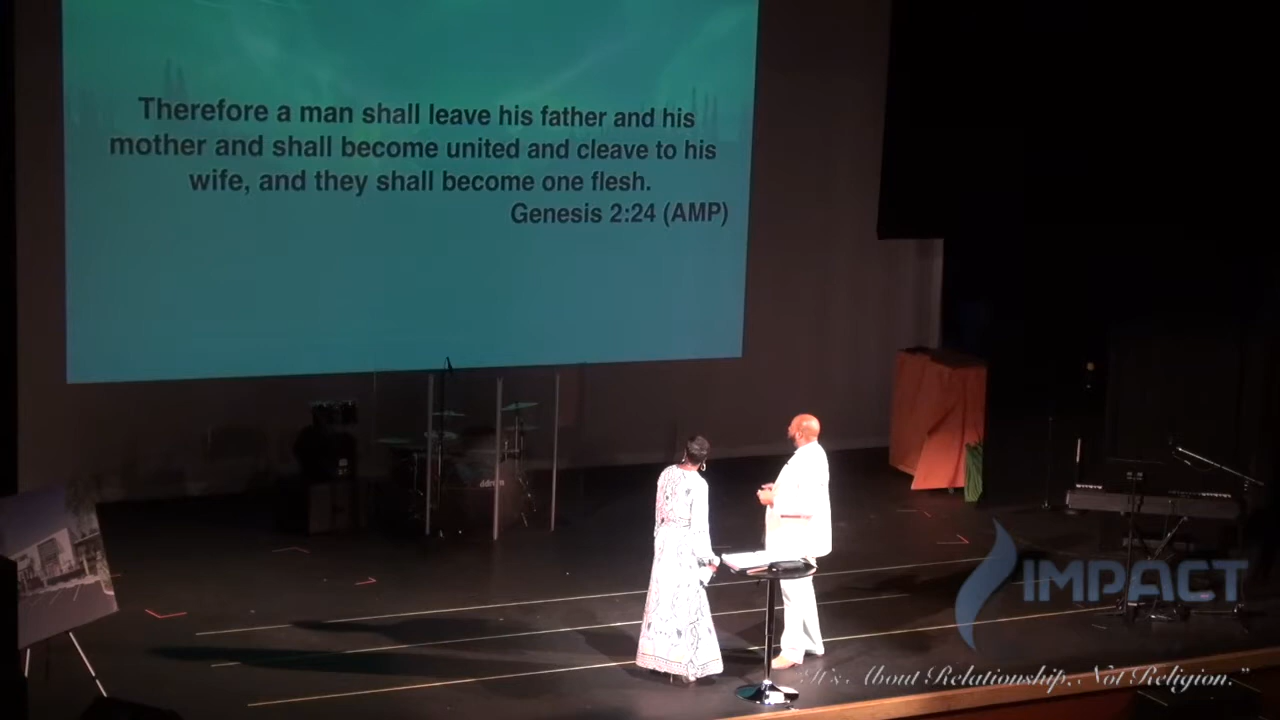 Therefore a man shall leave his father and his
mother and shall become united and cleave to his
wife, and they shall become one flesh.
Genesis 2:24 (AMP)
ddrum
IMPACT
"It's About Relationship, Not Religion."